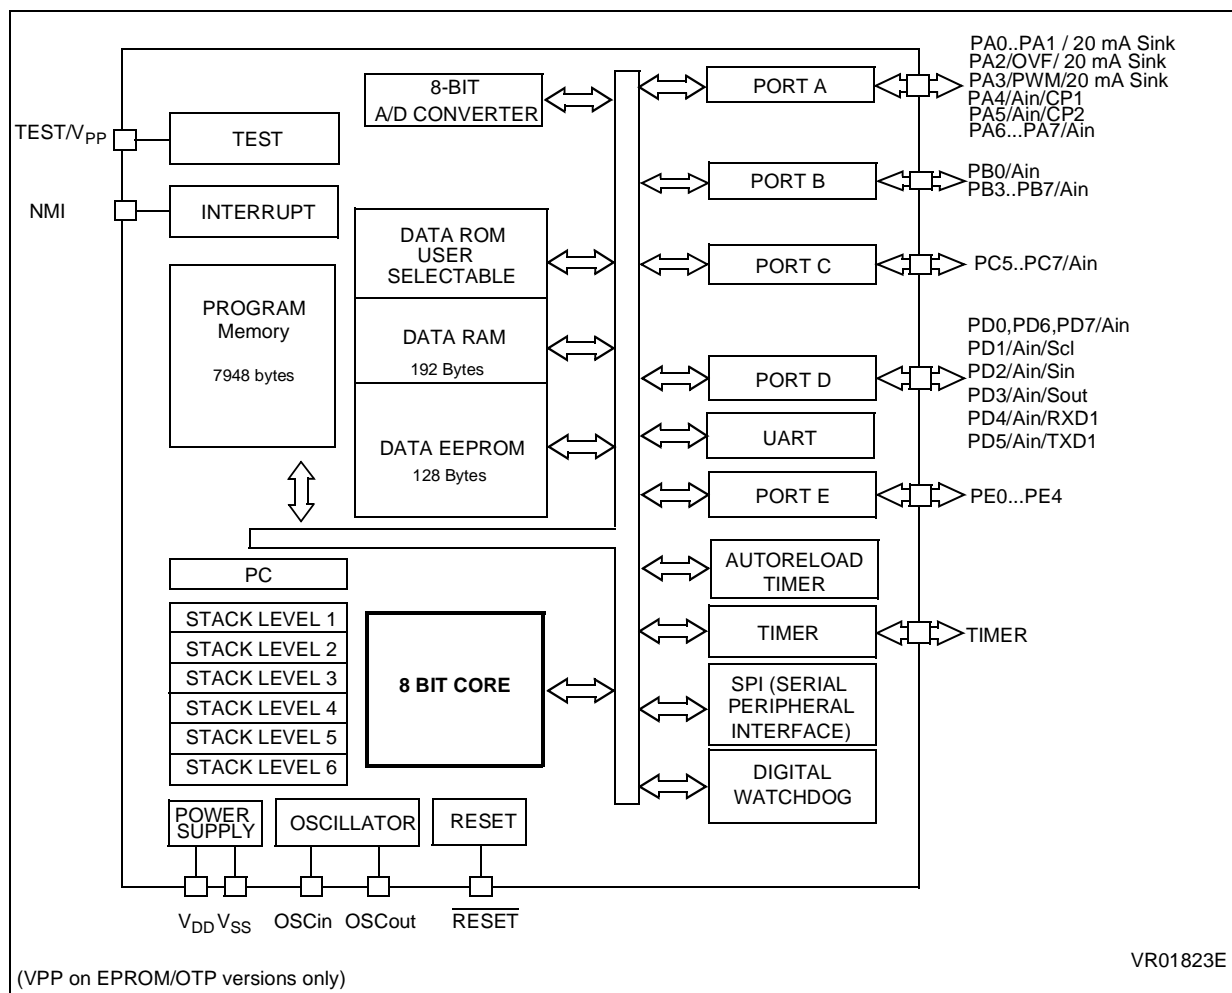 PA0..PA1 / 20 mA Sink
PA2/OVF/ 20 mA Sink
PA3/PWM/20 mA Sink
PA4/Ain/CP1
PA5/Ain/CP2
PA6...PA7/Ain
8-BIT
A/D CONVERTER
PORT A
TEST/VPP
TEST
PORT B
PB0/Ain
PB3..PB7/Ain
NMI
INTERRUPT
DATA ROM
USER
SELECTABLE
PORT C
PC5..PC7/Ain
PROGRAM
Memory
7948 bytes
DATA RAM
192 Bytes
PD0,PD6,PD7/Ain
PD1/Ain/Scl
PD2/Ain/Sin
PD3/Ain/Sout
PD4/Ain/RXD1
PD5/Ain/TXD1
PORT D
UART
DATA EEPROM
128 Bytes
PORT E
PE0...PE4
PC
AUTORELOAD
TIMER
STACK LEVEL 1
STACK LEVEL 2
STACK LEVEL 3
STACK LEVEL 4
STACK LEVEL 5
STACK LEVEL 6
8 BIT CORE
TIMER
TIMER
SPI (SERIAL
PERIPHERAL
INTERFACE)
DIGITAL
WATCHDOG
POWER
SUPPLY
OSCILLATOR
RESET
VDD VSS
OSCin
OSCout
RESET
VR01823E
(VPP on EPROM/OTP versions only)